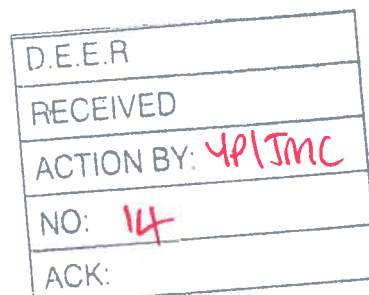 D.E.E.R
RECEIVED
ACTION BY: YP/JMC
NO: 14
ACK: